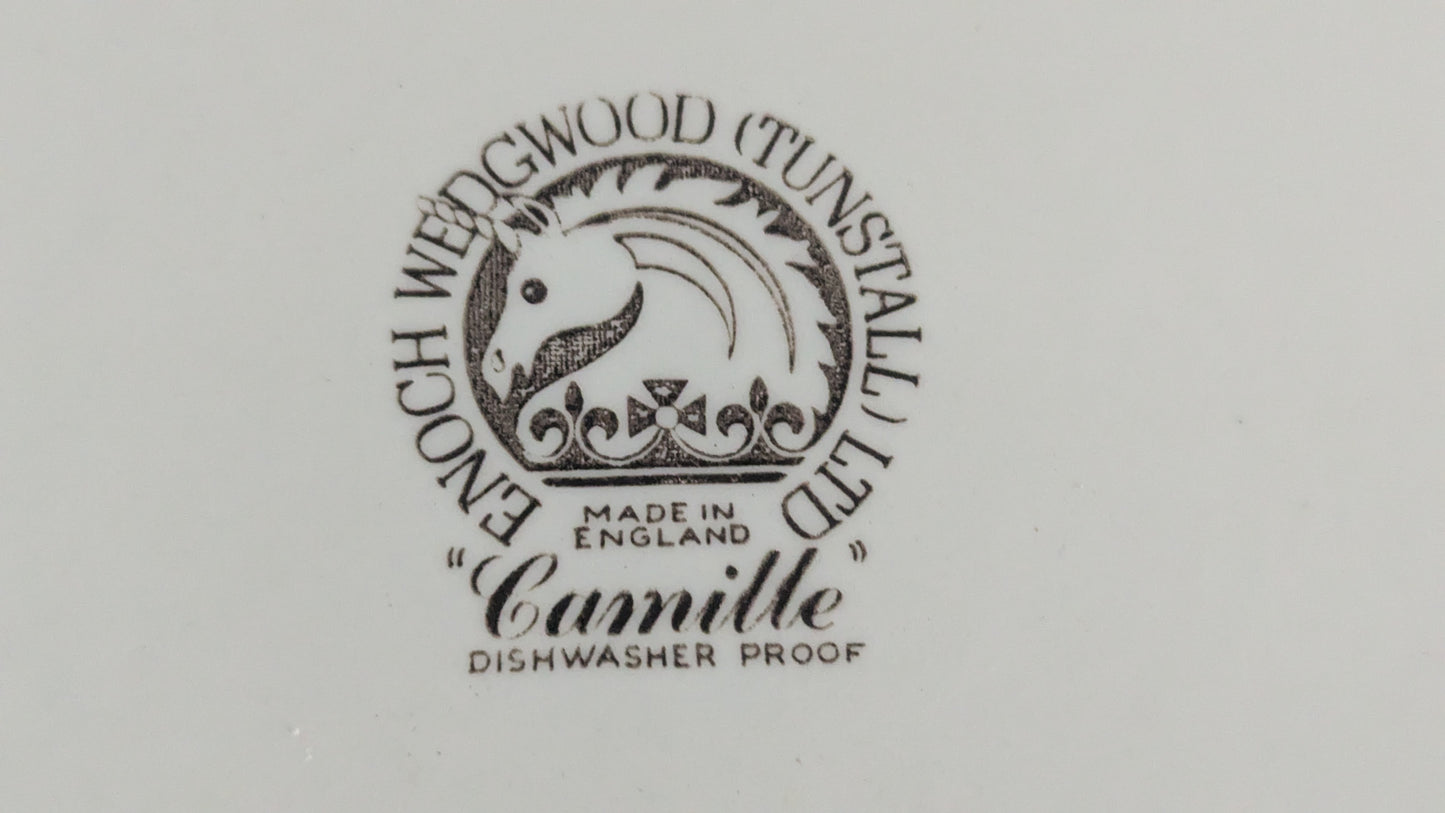 ENOCH WEDGWOOD (TUNSTALL) LTD
MADE IN
ENGLAND
"Camille"
DISHWASHER PROOF